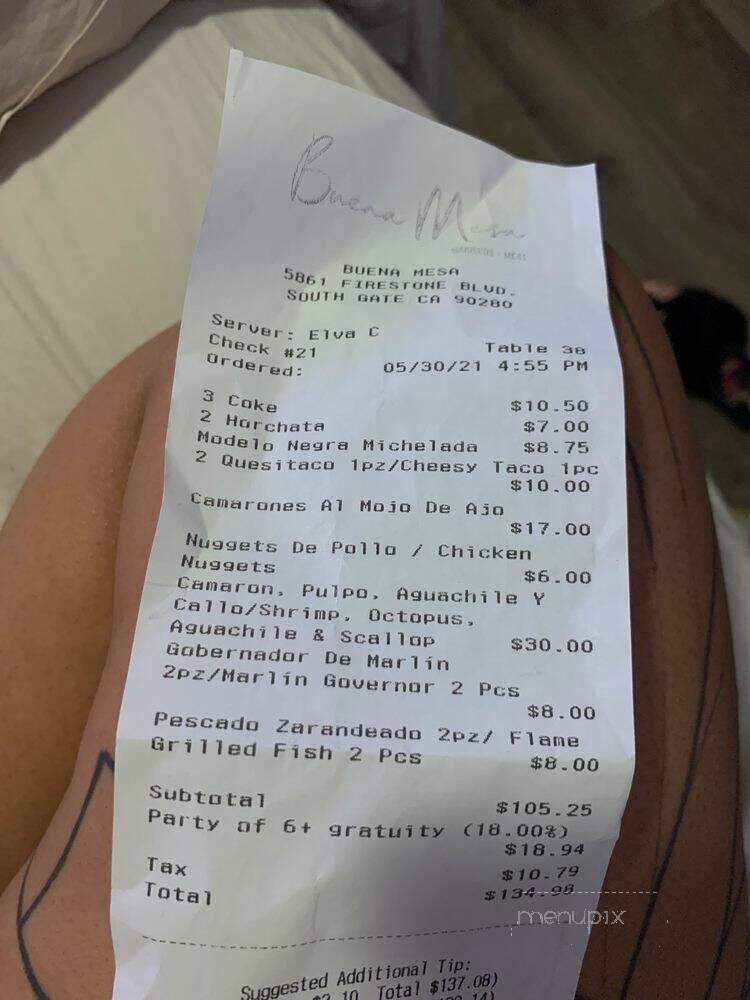 Buena Mesa
MARISCOS - MEAT
BUENA MESA
5861 FIRESTONE BLVD.
SOUTH GATE CA 90280
Server: Elva C
Check #21 Table 38
Ordered: 05/30/21 4:55 PM
3 Coke $10.50
2 Horchata $7.00
Modelo Negra Michelada $8.75
2 Quesitaco 1pz/Cheesy Taco 1pc
$10.00
Camarones Al Mojo De Ajo
$17.00
Nuggets De Pollo / Chicken
Nuggets $6.00
Camaron, Pulpo, Aguachile Y
Callo/Shrimp, Octopus,
Aguachile & Scallop $30.00
Gobernador De Marlin
2pz/Marlin Governor 2 Pcs
$8.00
Pescado Zarandeado 2pz/ Flame
Grilled Fish 2 Pcs $8.00
Subtotal $105.25
Party of 6+ gratuity (18.00%)
$18.94
Tax $10.79
Total $134.98
menupix
Suggested Additional Tip:
Total $137.08)